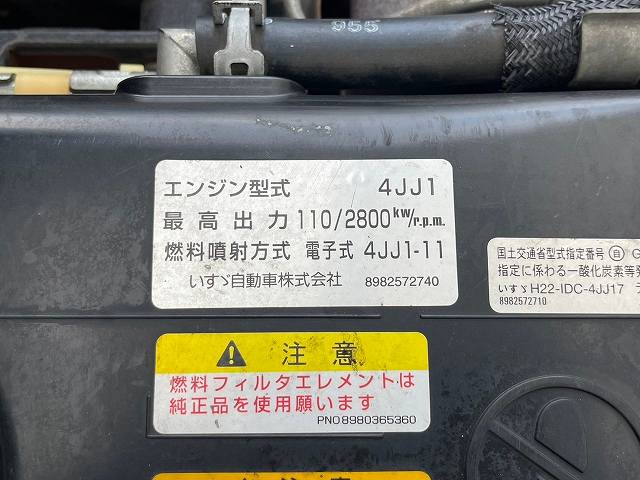 955
エンジン型式 4JJ1
最高出力 110/2800kW/r.p.m.
燃料噴射方式 電子式 4JJ1-11
いすゞ自動車株式会社 8982572740
国土交通省型式指定番号 自 G
指定に係わる一酸化炭素等発
いすゞH22-IDC-4JJ17
8982572710
注意
燃料フィルタエレメントは
純正品を使用願います
PNO8980365360